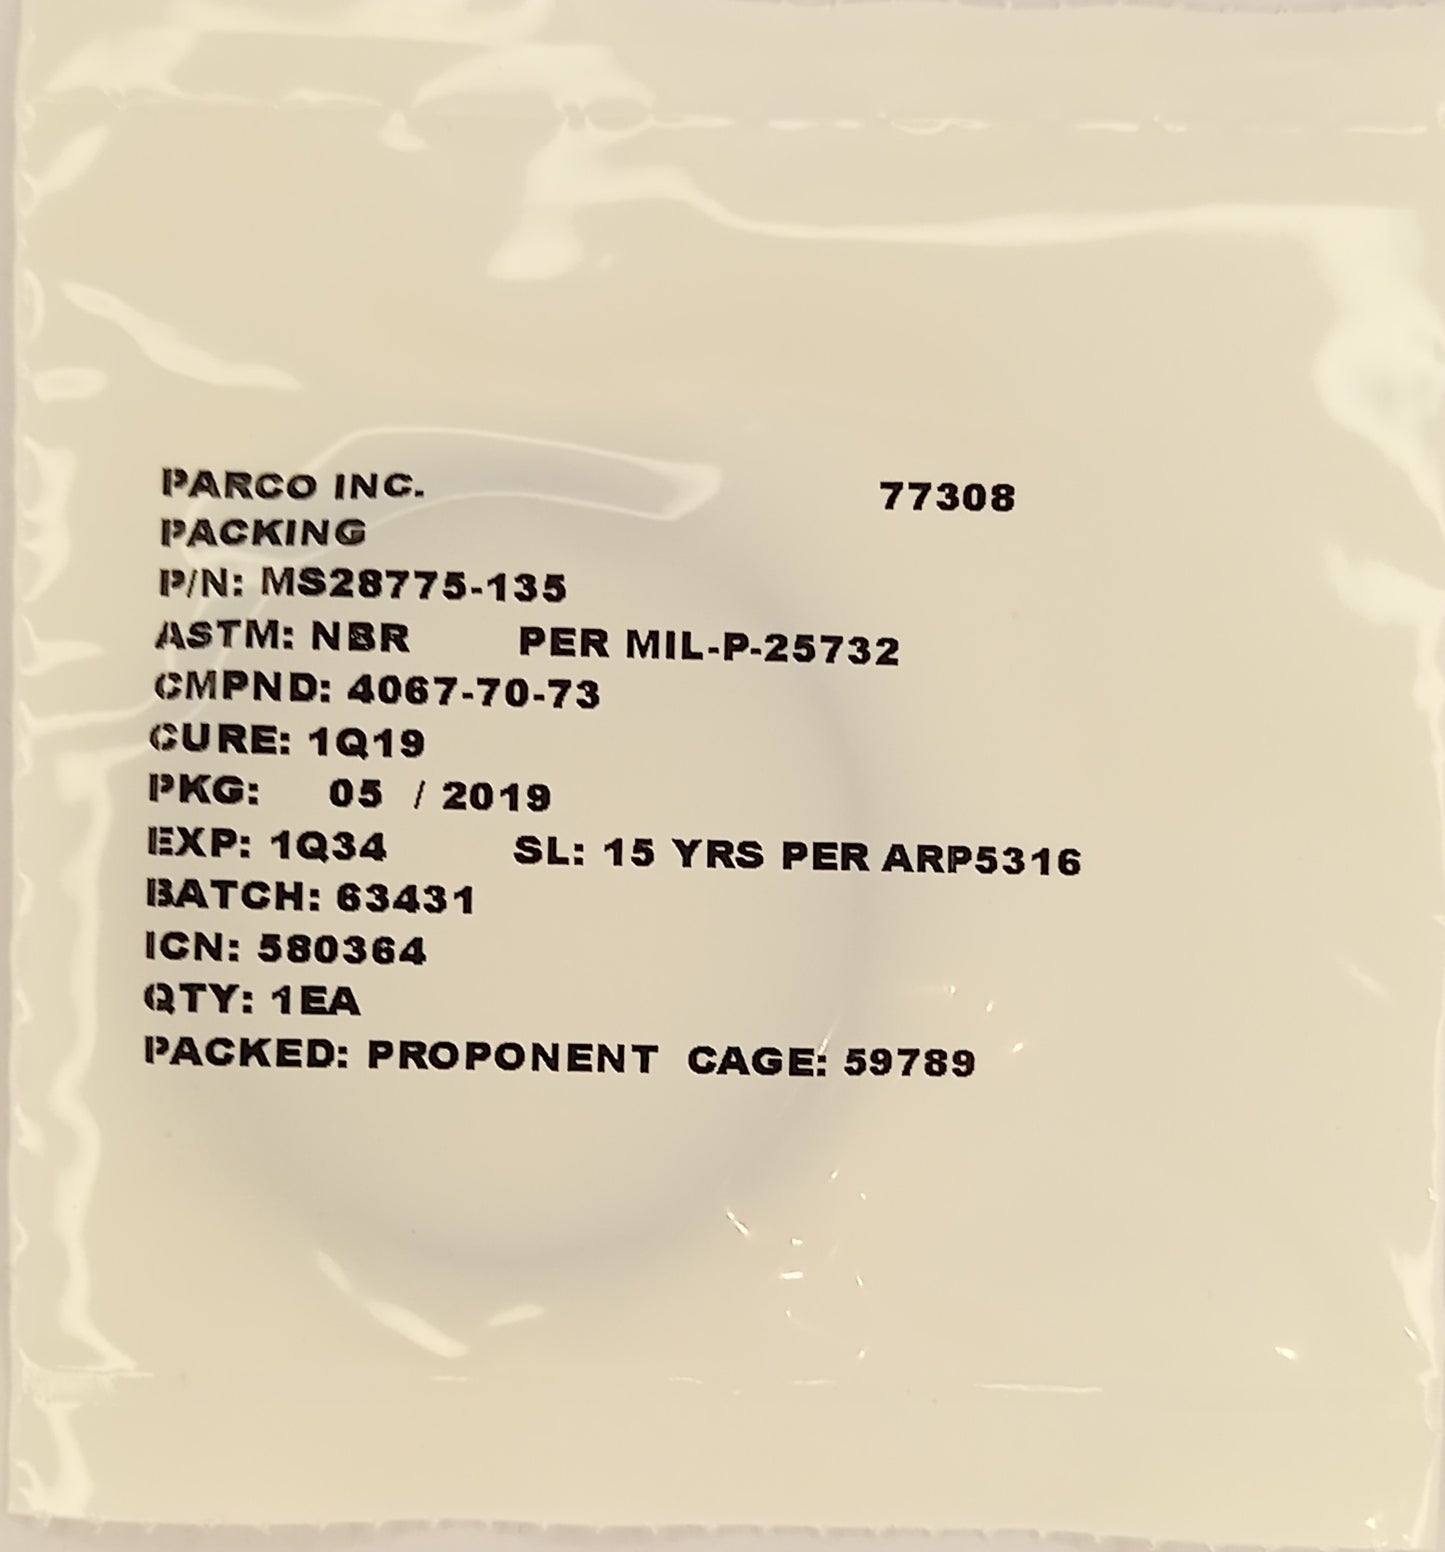 PARCO INC. 77308
PACKING
P/N: MS28775-135
ASTM: NBR PER MIL-P-25732
CMPND: 4067-70-73
CURE: 1Q19
PKG: 05 / 2019
EXP: 1Q34 SL: 15 YRS PER ARP5316
BATCH: 63431
ICN: 580364
QTY: 1EA
PACKED: PROPONENT CAGE: 59789